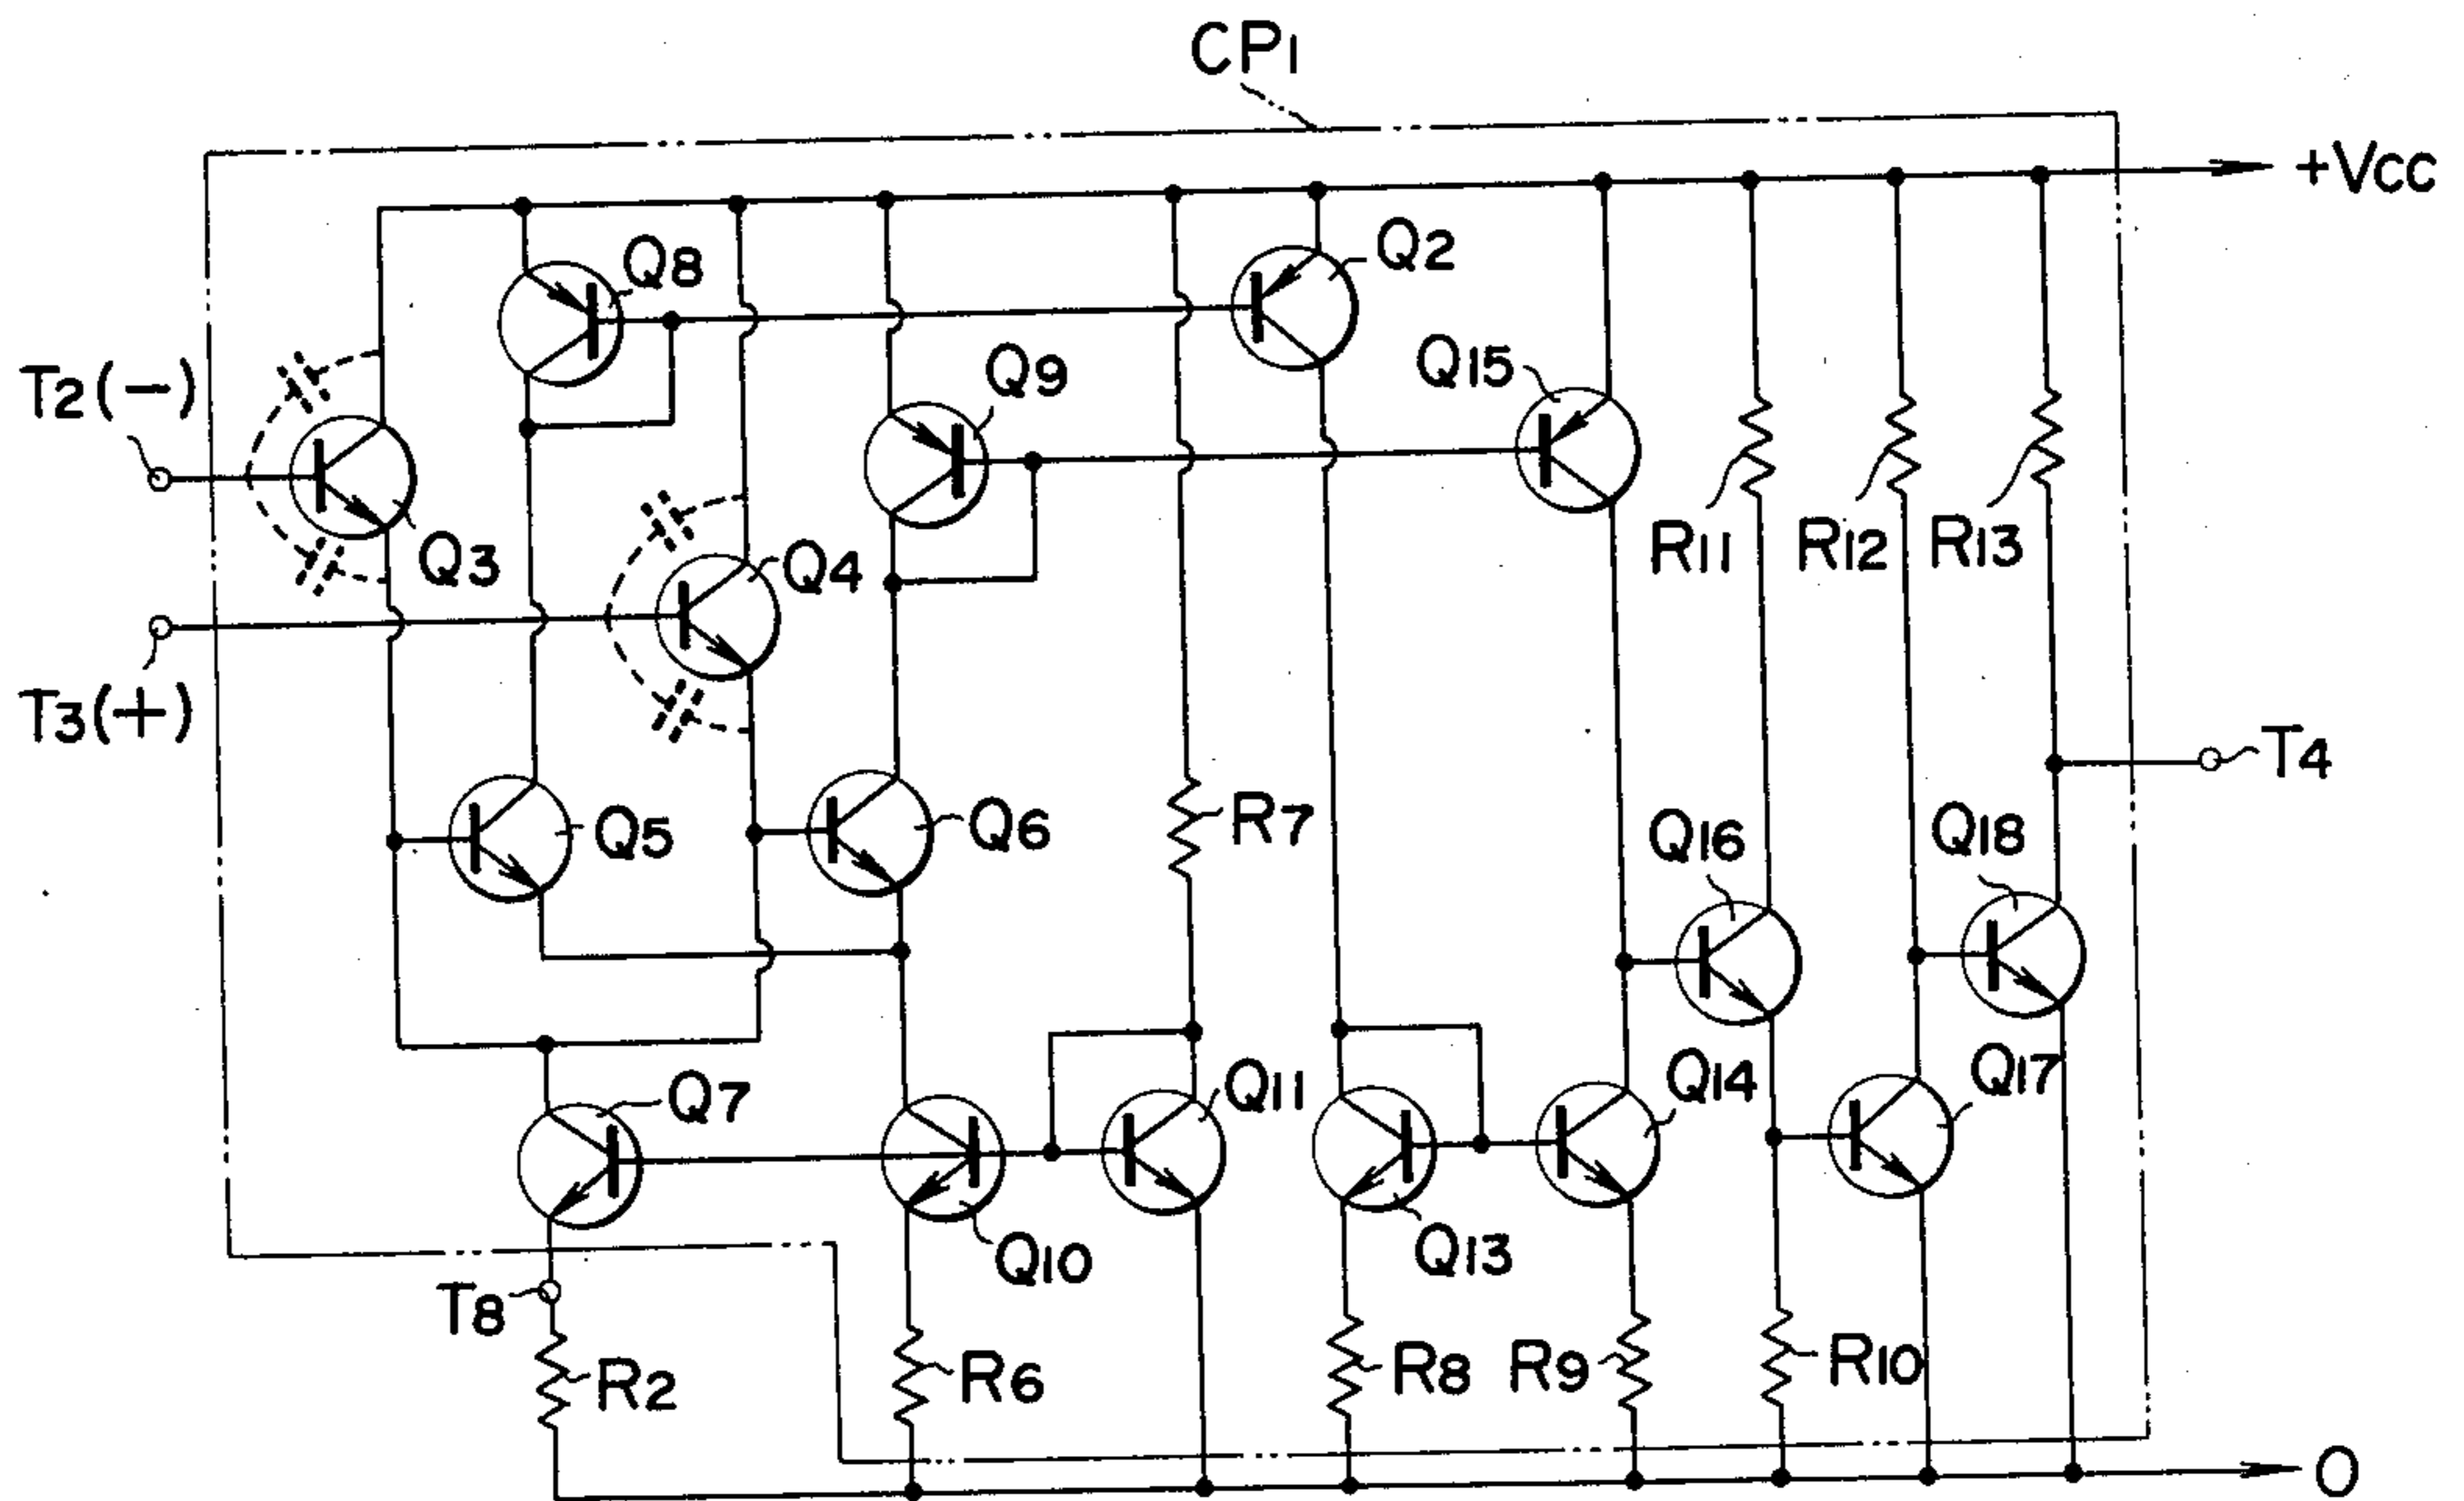 CP1
+VCC
Q8
Q2
T2(−)
Q9
Q15
Q3
Q4
R11
R12
R13
T3(+)
T4
Q5
Q6
R7
Q16
Q18
Q7
Q11
Q14
Q17
Q10
Q13
T8
R2
R6
R8
R9
R10
O